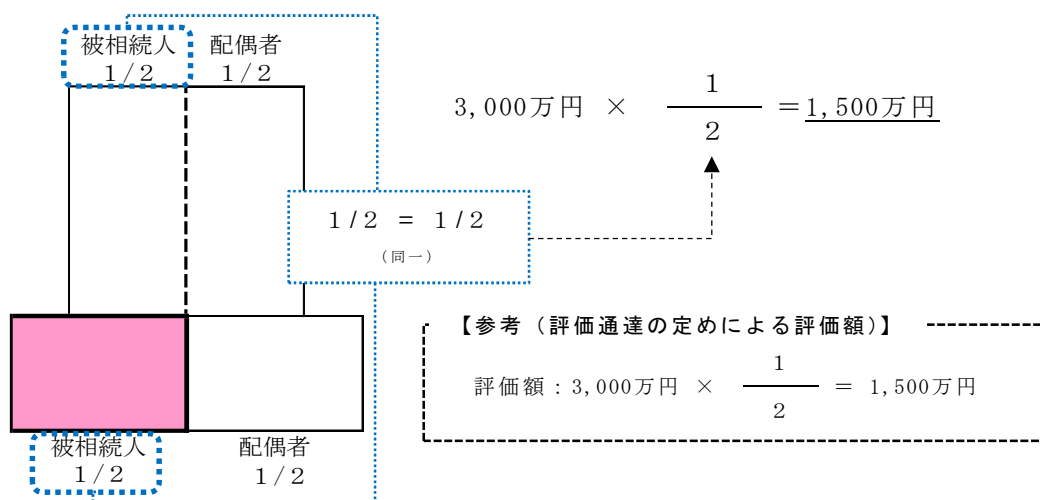 被相続人 配偶者
1/2 1/2
3,000万円 × 1/2 =1,500万円
1/2 = 1/2
(同一)
【参考(評価通達の定めによる評価額)】
評価額:3,000万円 × 1/2 = 1,500万円
被相続人 配偶者
1/2 1/2